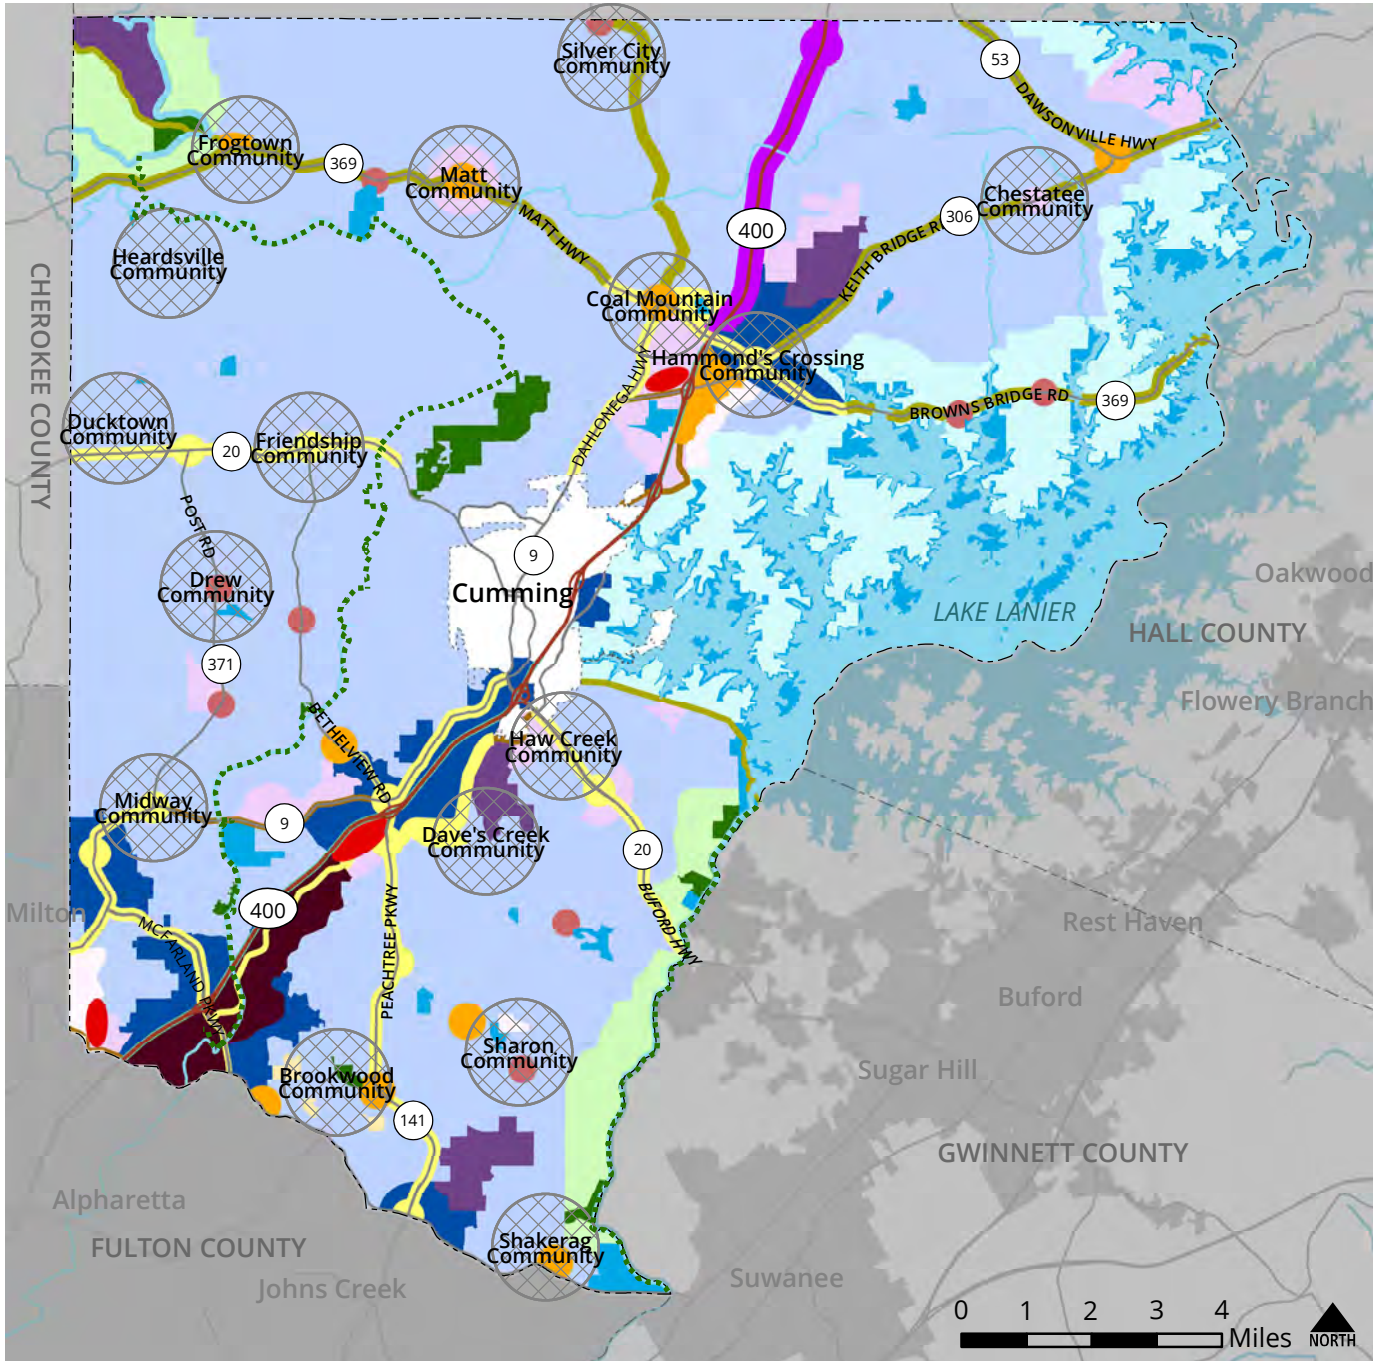 Silver City
Community
53
DAWSONVILLE HWY
Frogtown
Community
369
Matt
Community
MATT HWY
Chestatee
Community
306
KEITH BRIDGE RD
400
Heardsville
Community
CHEROKEE COUNTY
Coal Mountain
Community
Hammond's Crossing
Community
DAHLONEGA HWY
BROWNS BRIDGE RD
369
Ducktown
Community
20
Friendship
Community
POST RD
9
Cumming
Drew
Community
371
LAKE LANIER
Oakwood
HALL COUNTY
Flowery Branch
BETHELVIEW RD
Haw Creek
Community
Midway
Community
9
Dave's Creek
Community
20
BUFORD HWY
400
Milton
MCFARLAND PKWY
PEACHTREE PKWY
Rest Haven
Buford
Sharon
Community
Sugar Hill
Brookwood
Community
141
GWINNETT COUNTY
Alpharetta
FULTON COUNTY
Shakerag
Community
Johns Creek
Suwanee
0 1 2 3 4
Miles
NORTH